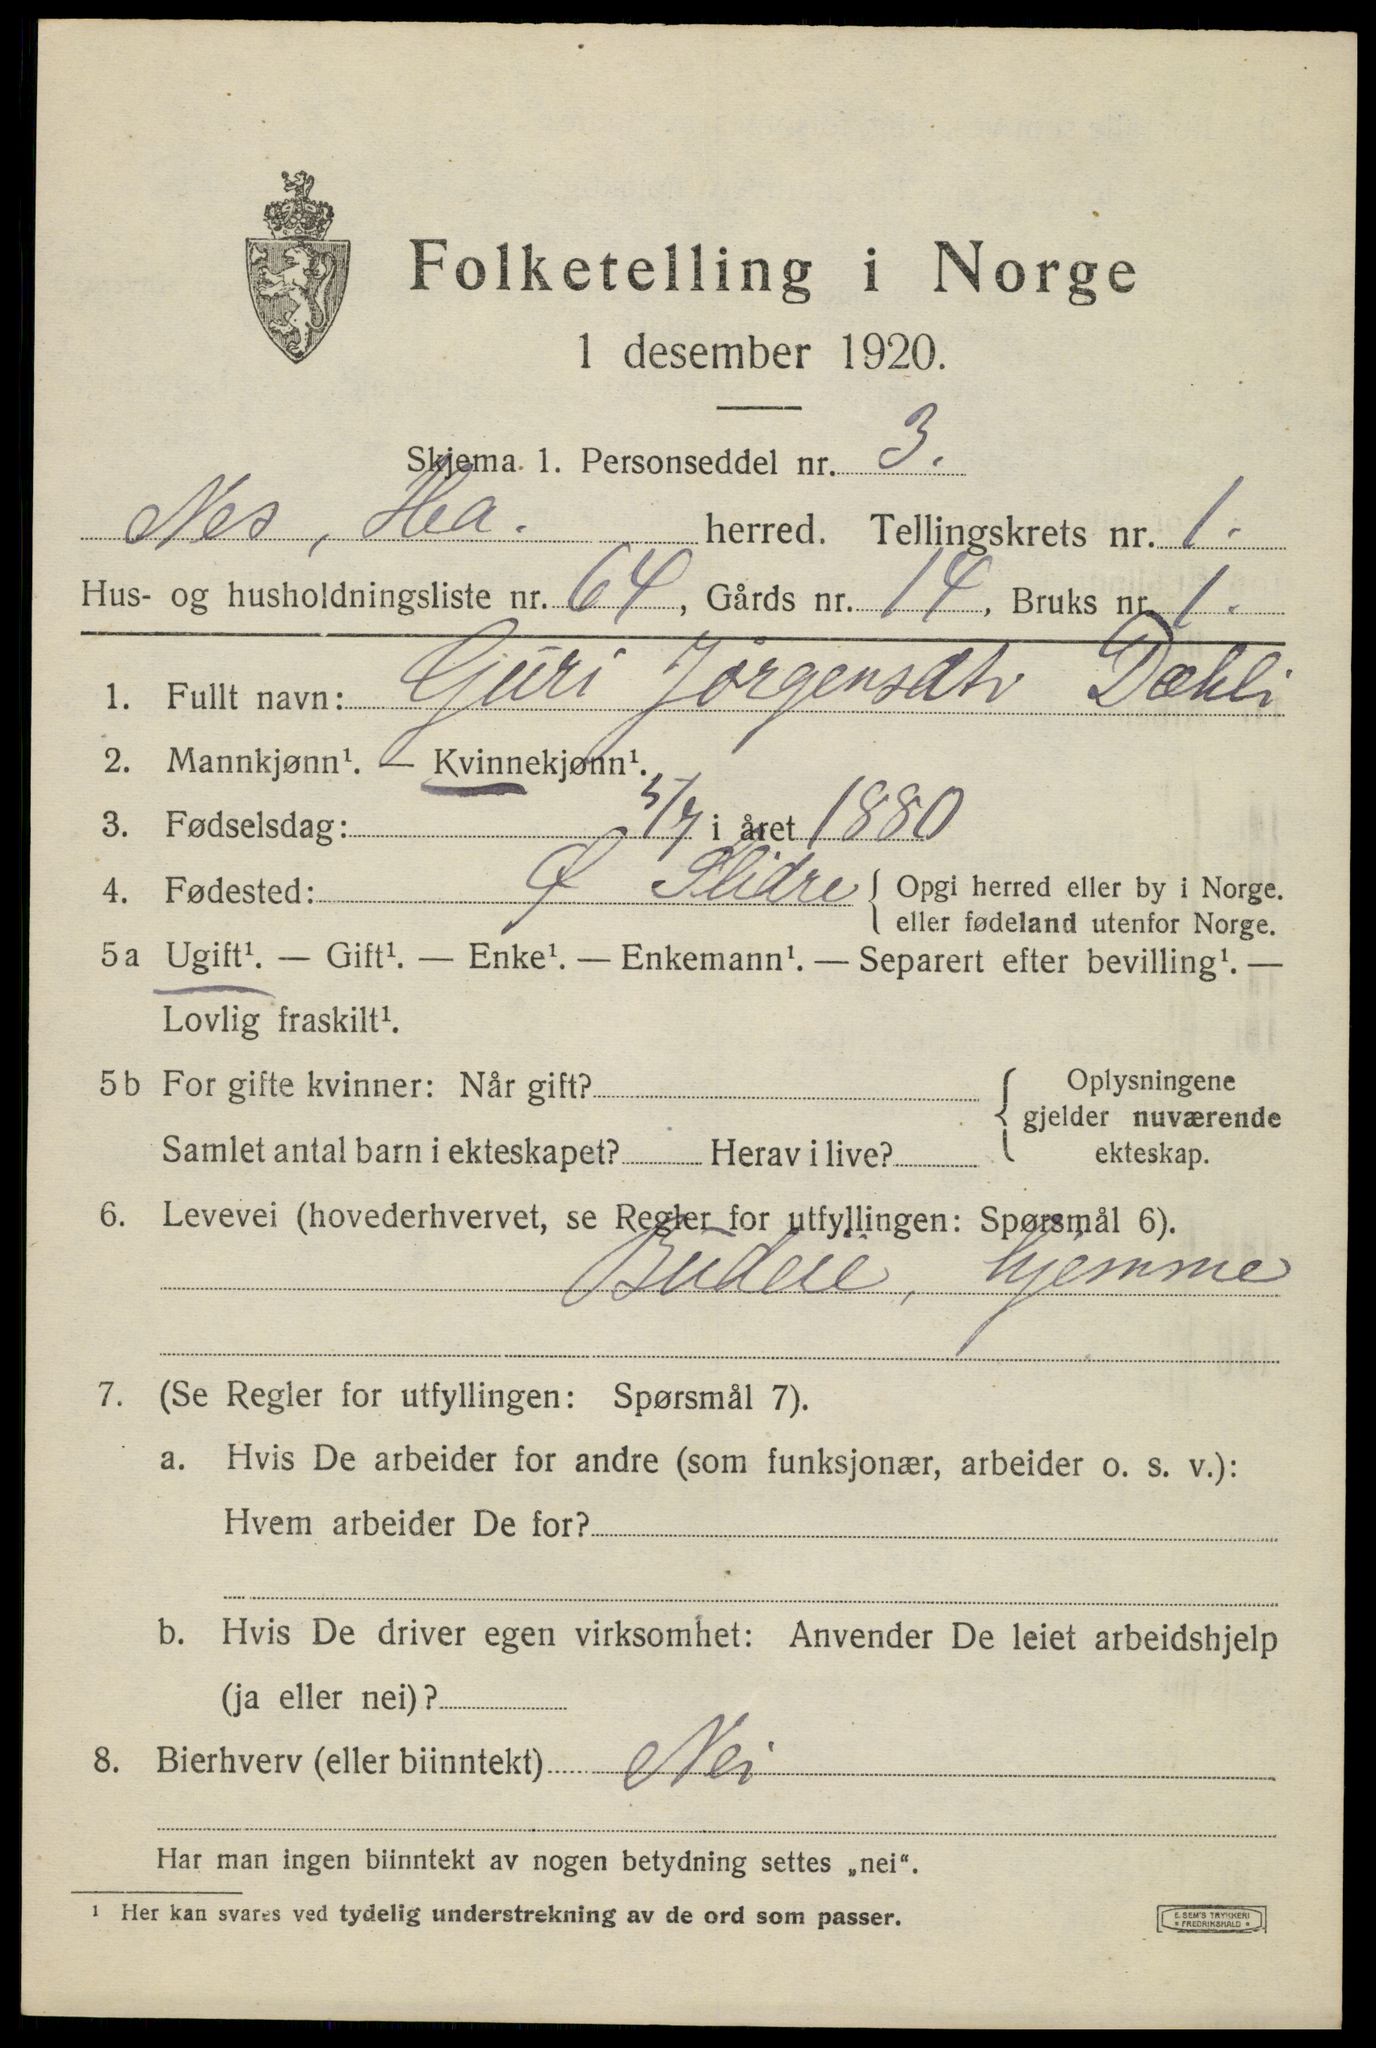 Folketelling i Norge
1 desember 1920.
Skjema 1. Personseddel nr. 3.
Nes, Ha. herred. Tellingskrets nr. 1.
Hus- og husholdningsliste nr. 64, Gårds nr. 14, Bruks nr. 1.
1. Fullt navn: Guri Jørgensdtr Dæhli
2. Mannkjønn¹. — Kvinnekjønn¹.
3. Fødselsdag: 5/7 i året 1880
4. Fødested: Ø Slidre { Opgi herred eller by i Norge.
eller fødeland utenfor Norge.
5a Ugift¹. — Gift¹. — Enke¹. — Enkemann¹. — Separert efter bevilling¹. —
Lovlig fraskilt¹.
5b For gifte kvinner: Når gift? { Oplysningene
gjelder nuværende
Samlet antal barn i ekteskapet? Herav i live? ekteskap.
6. Levevei (hovederhvervet, se Regler for utfyllingen: Spørsmål 6).
Budeie, hjemme
7. (Se Regler for utfyllingen: Spørsmål 7).
a. Hvis De arbeider for andre (som funksjonær, arbeider o. s. v.):
Hvem arbeider De for?
b. Hvis De driver egen virksomhet: Anvender De leiet arbeidshjelp
(ja eller nei)?
8. Bierhverv (eller biinntekt) Nei
Har man ingen biinntekt av nogen betydning settes „nei“.
¹ Her kan svares ved tydelig understrekning av de ord som passer.
E. SEM'S TRYKKERI
* FREDRIKSHALD *